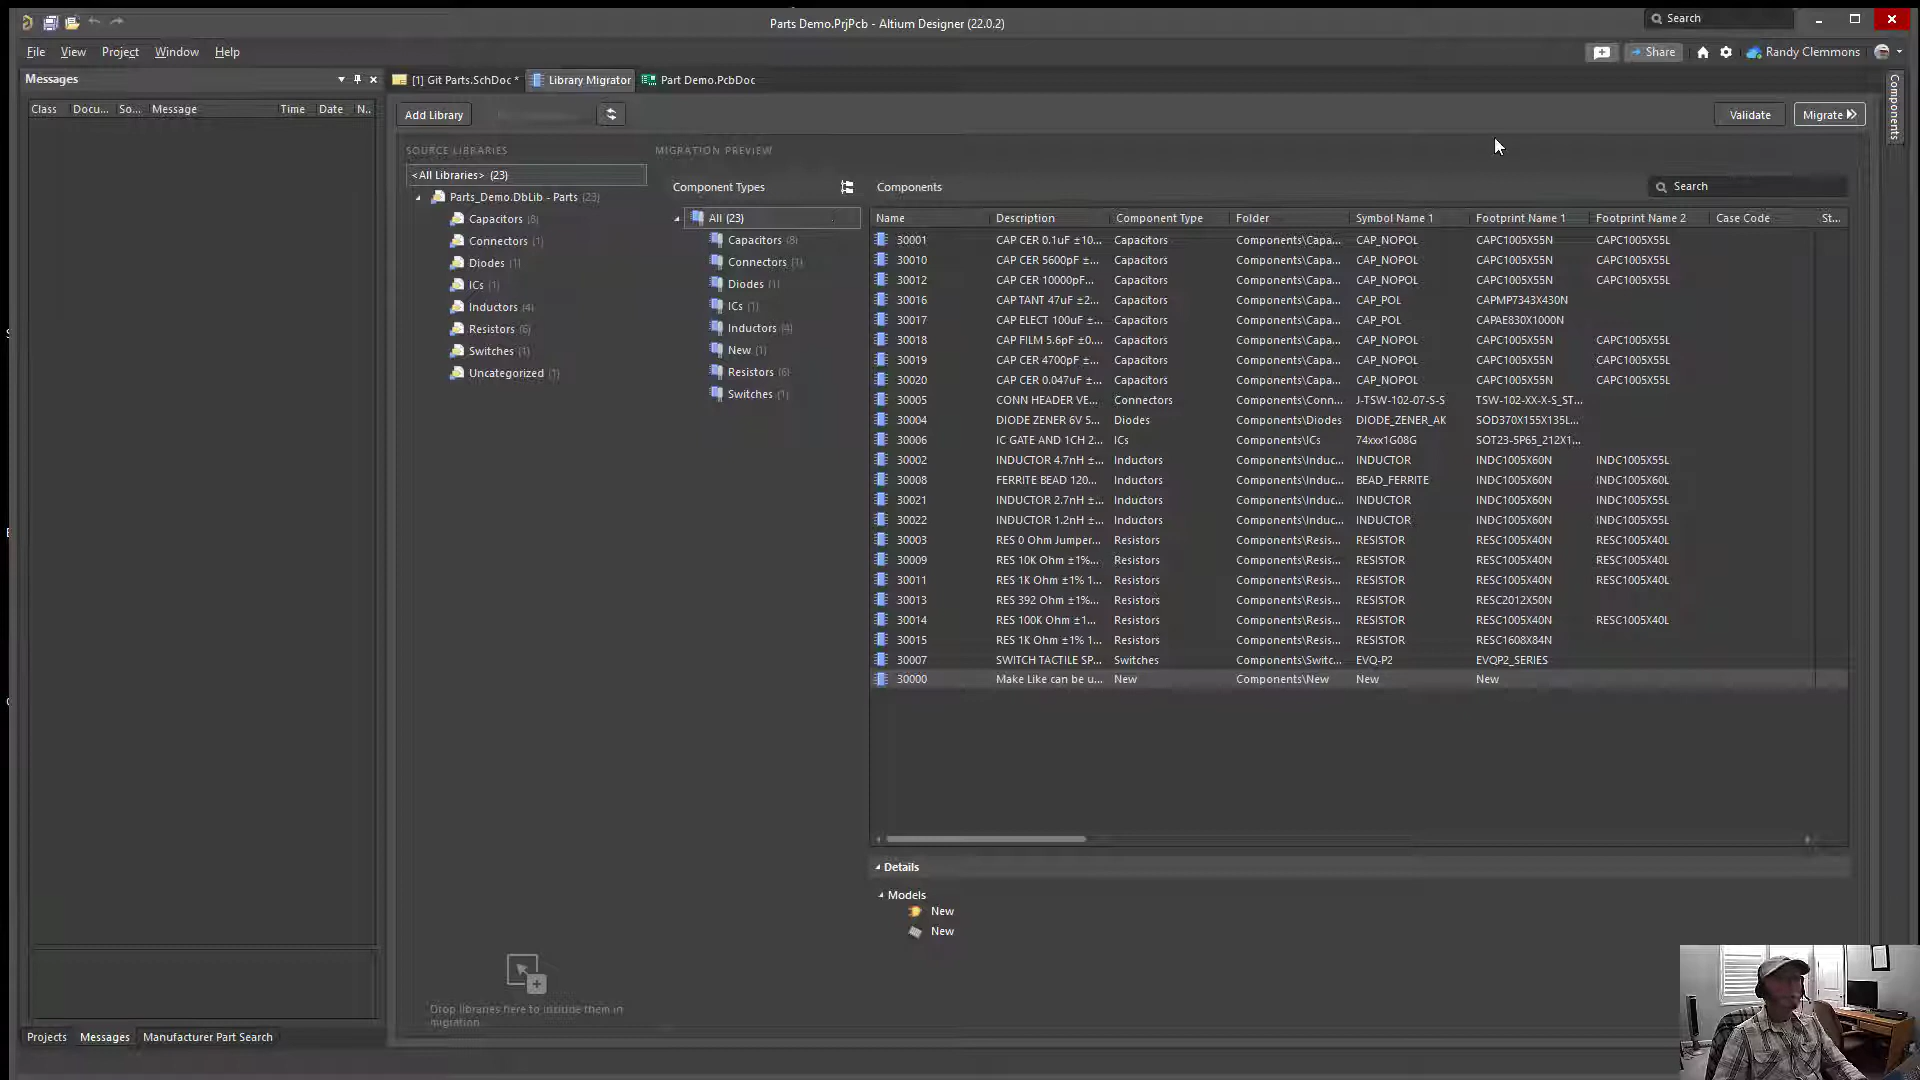 Parts Demo.PrjPcb - Altium Designer (22.0.2)
Search
File View Project Window Help
Share
Randy Clemmons
Messages
[1] Git Parts.SchDoc *
Library Migrator
Part Demo.PcbDoc
Components
Class Docu... So... Message Time Date N..
Add Library
Validate
Migrate
SOURCE LIBRARIES
MIGRATION PREVIEW
<All Libraries> (23)
Parts_Demo.DbLib - Parts (23)
Capacitors (8)
Connectors (1)
Diodes (1)
ICs (1)
Inductors (4)
Resistors (6)
Switches (1)
Uncategorized (1)
Component Types
All (23)
Capacitors (8)
Connectors (1)
Diodes (1)
ICs (1)
Inductors (4)
New (1)
Resistors (6)
Switches (1)
Components
Search
Name Description Component Type Folder Symbol Name 1 Footprint Name 1 Footprint Name 2 Case Code St...
30001 CAP CER 0.1uF ±10... Capacitors Components\Capa... CAP_NOPOL CAPC1005X55N CAPC1005X55L
30010 CAP CER 5600pF ±... Capacitors Components\Capa... CAP_NOPOL CAPC1005X55N CAPC1005X55L
30012 CAP CER 10000pF... Capacitors Components\Capa... CAP_NOPOL CAPC1005X55N CAPC1005X55L
30016 CAP TANT 47uF ±2... Capacitors Components\Capa... CAP_POL CAPMP7343X430N
30017 CAP ELECT 100uF ±... Capacitors Components\Capa... CAP_POL CAPAE830X1000N
30018 CAP FILM 5.6pF ±0... Capacitors Components\Capa... CAP_NOPOL CAPC1005X55N CAPC1005X55L
30019 CAP CER 4700pF ±... Capacitors Components\Capa... CAP_NOPOL CAPC1005X55N CAPC1005X55L
30020 CAP CER 0.047uF ±... Capacitors Components\Capa... CAP_NOPOL CAPC1005X55N CAPC1005X55L
30005 CONN HEADER VE... Connectors Components\Conn... J-TSW-102-07-S-S TSW-102-XX-X-S_ST...
30004 DIODE ZENER 6V 5... Diodes Components\Diodes DIODE_ZENER_AK SOD370X155X135L...
30006 IC GATE AND 1CH 2... ICs Components\ICs 74xxx1G08G SOT23-5P65_212X1...
30002 INDUCTOR 4.7nH ±... Inductors Components\Induc... INDUCTOR INDC1005X60N INDC1005X55L
30008 FERRITE BEAD 120... Inductors Components\Induc... BEAD_FERRITE INDC1005X60N INDC1005X60L
30021 INDUCTOR 2.7nH ±... Inductors Components\Induc... INDUCTOR INDC1005X60N INDC1005X55L
30022 INDUCTOR 1.2nH ±... Inductors Components\Induc... INDUCTOR INDC1005X60N INDC1005X55L
30003 RES 0 Ohm Jumper... Resistors Components\Resis... RESISTOR RESC1005X40N RESC1005X40L
30009 RES 10K Ohm ±1%... Resistors Components\Resis... RESISTOR RESC1005X40N RESC1005X40L
30011 RES 1K Ohm ±1% 1... Resistors Components\Resis... RESISTOR RESC1005X40N RESC1005X40L
30013 RES 392 Ohm ±1%... Resistors Components\Resis... RESISTOR RESC2012X50N
30014 RES 100K Ohm ±1... Resistors Components\Resis... RESISTOR RESC1005X40N RESC1005X40L
30015 RES 1K Ohm ±1% 1... Resistors Components\Resis... RESISTOR RESC1608X84N
30007 SWITCH TACTILE SP... Switches Components\Switc... EVQ-P2 EVQP2_SERIES
30000 Make Like can be u... New Components\New New New
Details
Models
New
New
Drop libraries here to include them in
migration
Projects Messages Manufacturer Part Search